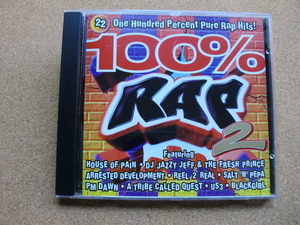 22 One Hundred Percent Pure Rap Hits!
100%
RAP
2
Featuring
HOUSE OF PAIN • DJ JAZZY JEFF & THE FRESH PRINCE
ARRESTED DEVELOPMENT • REEL 2 REAL • SALT 'N' PEPA
PM DAWN • A TRIBE CALLED QUEST • US3 • BLACKGIRL